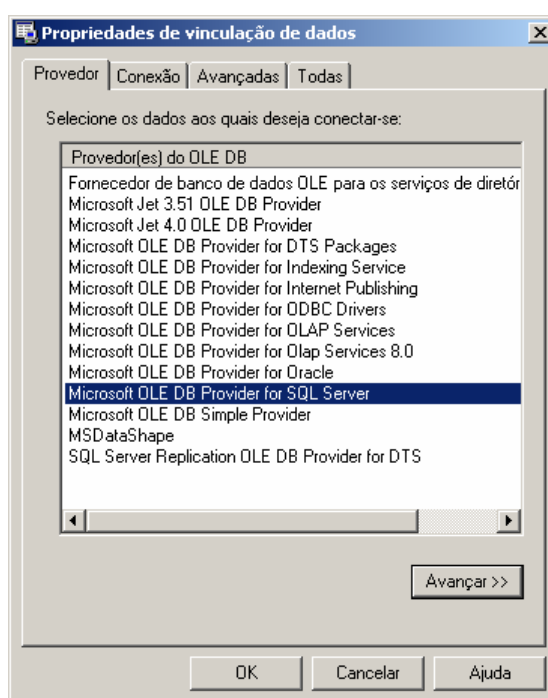 Propriedades de vinculação de dados
Provedor Conexão Avançadas Todas
Selecione os dados aos quais deseja conectar-se:
Provedor(es) do OLE DB
Fornecedor de banco de dados OLE para os serviços de diretór
Microsoft Jet 3.51 OLE DB Provider
Microsoft Jet 4.0 OLE DB Provider
Microsoft OLE DB Provider for DTS Packages
Microsoft OLE DB Provider for Indexing Service
Microsoft OLE DB Provider for Internet Publishing
Microsoft OLE DB Provider for ODBC Drivers
Microsoft OLE DB Provider for OLAP Services
Microsoft OLE DB Provider for Olap Services 8.0
Microsoft OLE DB Provider for Oracle
Microsoft OLE DB Provider for SQL Server
Microsoft OLE DB Simple Provider
MSDataShape
SQL Server Replication OLE DB Provider for DTS
Avançar >>
OK Cancelar Ajuda